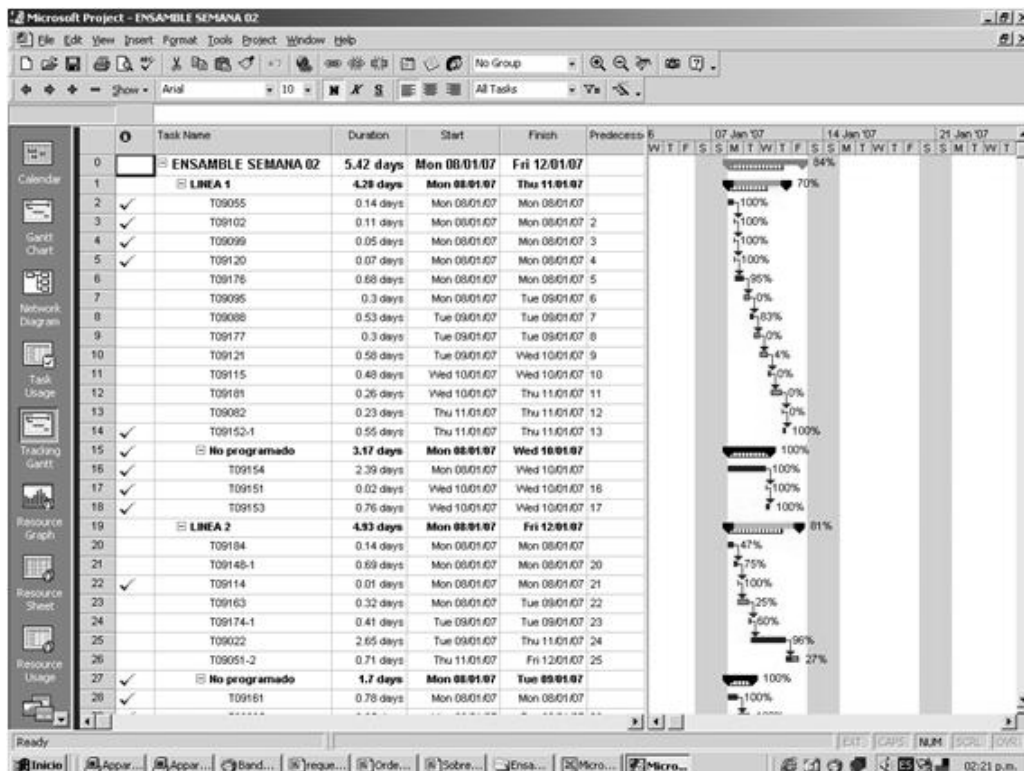 Microsoft Project - ENSAMBLE SEMANA 02
File Edit View Insert Format Tools Project Window Help
No Group
Show Arial 10 N K S All Tasks
Task Name Duration Start Finish Predecess 6 07 Jan '07 14 Jan '07 21 Jan '07
W T F S S M T W T F S S M T W T F S S M T W T
0 ENSAMBLE SEMANA 02 5.42 days Mon 08/01/07 Fri 12/01/07 84%
1 LINEA 1 4.28 days Mon 08/01/07 Thu 11/01/07 70%
2 T09055 0.14 days Mon 08/01/07 Mon 08/01/07 100%
3 T09102 0.11 days Mon 08/01/07 Mon 08/01/07 2 100%
4 T09099 0.05 days Mon 08/01/07 Mon 08/01/07 3 100%
5 T09120 0.07 days Mon 08/01/07 Mon 08/01/07 4 100%
6 T09176 0.68 days Mon 08/01/07 Mon 08/01/07 5 95%
7 T09095 0.3 days Mon 08/01/07 Tue 09/01/07 6 0%
8 T09088 0.53 days Tue 09/01/07 Tue 09/01/07 7 83%
9 T09177 0.3 days Tue 09/01/07 Tue 09/01/07 8 0%
10 T09121 0.58 days Tue 09/01/07 Wed 10/01/07 9 4%
11 T09115 0.48 days Wed 10/01/07 Wed 10/01/07 10 0%
12 T09181 0.26 days Wed 10/01/07 Thu 11/01/07 11 0%
13 T09082 0.23 days Thu 11/01/07 Thu 11/01/07 12 0%
14 T09152-1 0.55 days Thu 11/01/07 Thu 11/01/07 13 100%
15 No programado 3.17 days Mon 08/01/07 Wed 10/01/07 100%
16 T09154 2.39 days Mon 08/01/07 Wed 10/01/07 100%
17 T09151 0.02 days Wed 10/01/07 Wed 10/01/07 16 100%
18 T09153 0.76 days Wed 10/01/07 Wed 10/01/07 17 100%
19 LINEA 2 4.93 days Mon 08/01/07 Fri 12/01/07 81%
20 T09184 0.14 days Mon 08/01/07 Mon 08/01/07 47%
21 T09148-1 0.69 days Mon 08/01/07 Mon 08/01/07 20 75%
22 T09114 0.01 days Mon 08/01/07 Mon 08/01/07 21 100%
23 T09163 0.32 days Mon 08/01/07 Tue 09/01/07 22 25%
24 T09174-1 0.41 days Tue 09/01/07 Tue 09/01/07 23 60%
25 T09022 2.65 days Tue 09/01/07 Thu 11/01/07 24 96%
26 T09051-2 0.71 days Thu 11/01/07 Fri 12/01/07 25 27%
27 No programado 1.7 days Mon 08/01/07 Tue 09/01/07 100%
28 T09161 0.78 days Mon 08/01/07 Mon 08/01/07 100%
Calendar
Gantt
Chart
Network
Diagram
Task
Usage
Tracking
Gantt
Resource
Graph
Resource
Sheet
Resource
Usage
Ready EXT CAPS NUM SCRL OVR
Inicio Appar... Appar... Band... reque... Orde... Sobre... Ensa... Micro... Micro... ES 02:21 p.m.